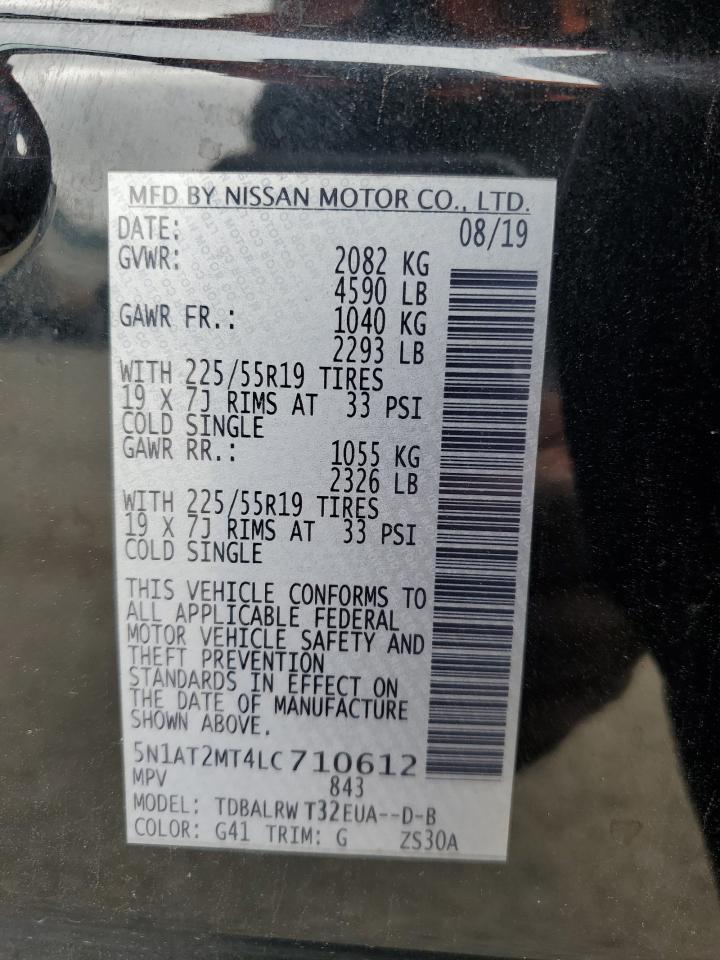 MFD BY NISSAN MOTOR CO., LTD.
DATE: 08/19
GVWR: 2082 KG
4590 LB
GAWR FR.: 1040 KG
2293 LB
WITH 225/55R19 TIRES
19 X 7J RIMS AT 33 PSI
COLD SINGLE
GAWR RR.: 1055 KG
2326 LB
WITH 225/55R19 TIRES
19 X 7J RIMS AT 33 PSI
COLD SINGLE
THIS VEHICLE CONFORMS TO
ALL APPLICABLE FEDERAL
MOTOR VEHICLE SAFETY AND
THEFT PREVENTION
STANDARDS IN EFFECT ON
THE DATE OF MANUFACTURE
SHOWN ABOVE.
5N1AT2MT4LC710612
MPV 843
MODEL: TDBALRW T32EUA--D-B
COLOR: G41 TRIM: G ZS30A